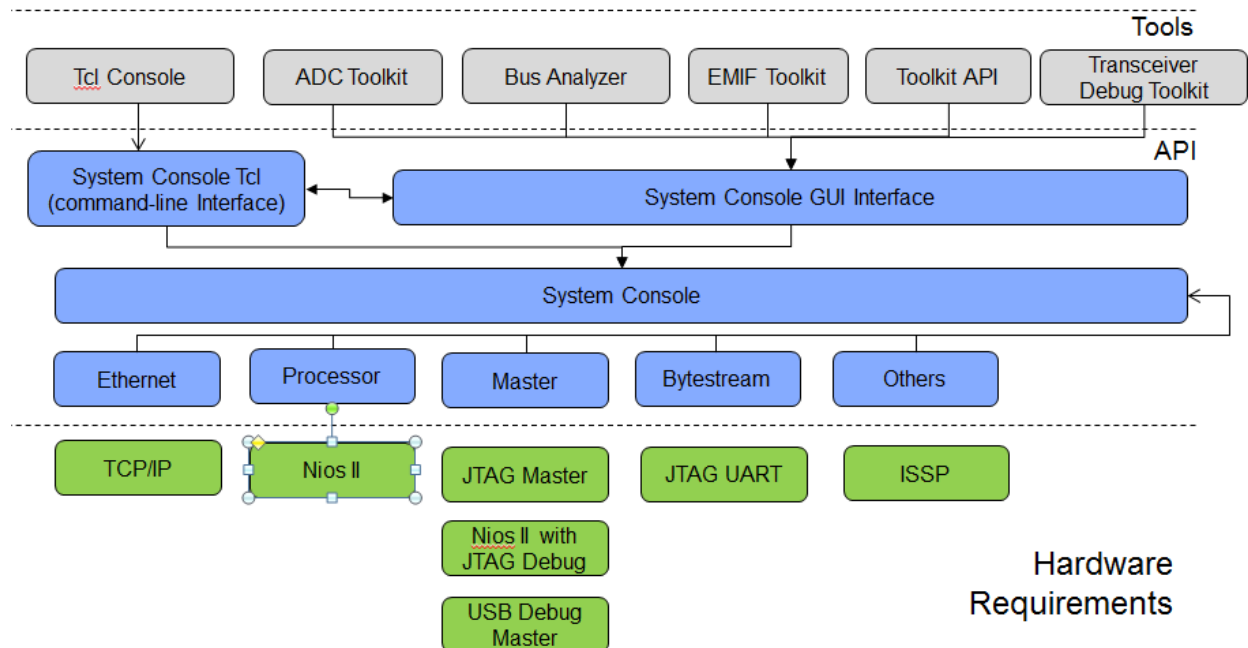 Tools
Tcl Console
ADC Toolkit
Bus Analyzer
EMIF Toolkit
Toolkit API
Transceiver
Debug Toolkit
API
System Console Tcl
(command-line Interface)
System Console GUI Interface
System Console
Ethernet
Processor
Master
Bytestream
Others
TCP/IP
Nios II
JTAG Master
JTAG UART
ISSP
Nios II with
JTAG Debug
USB Debug
Master
Hardware
Requirements